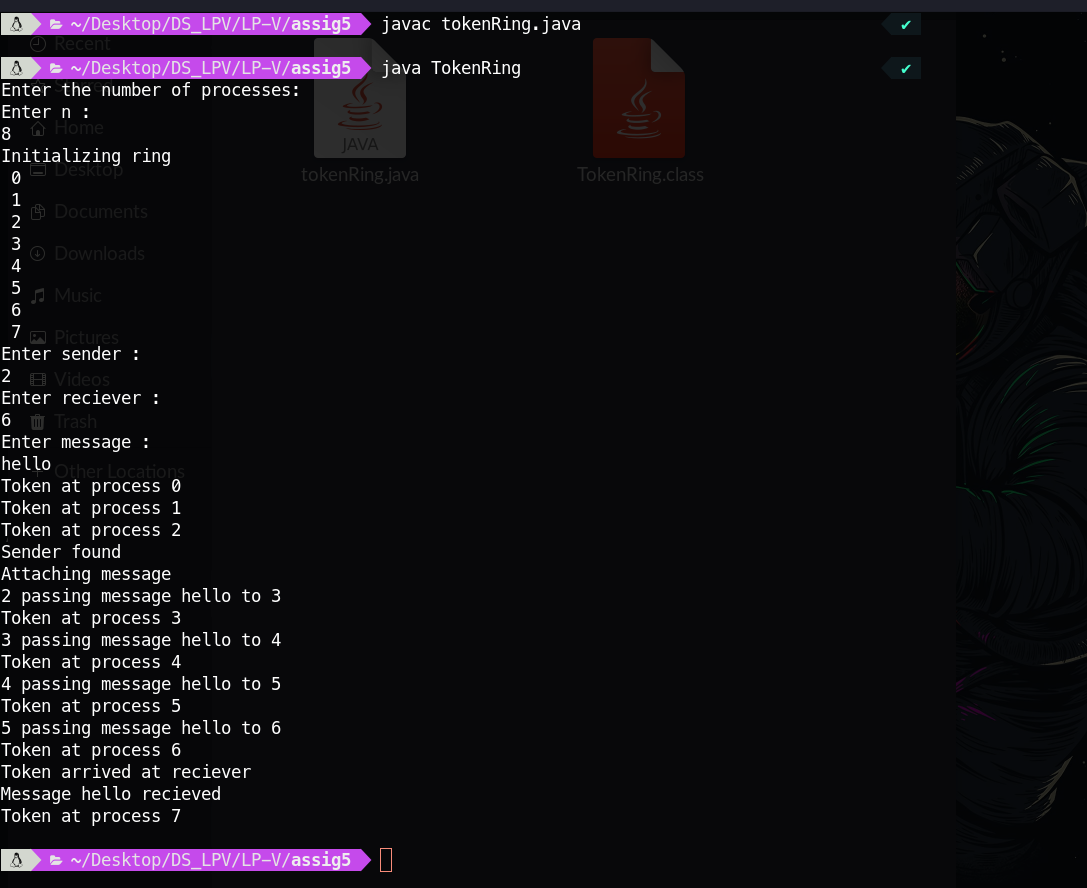 ~/Desktop/DS_LPV/LP-V/assig5 javac tokenRing.java ✔
Recent
~/Desktop/DS_LPV/LP-V/assig5 java TokenRing ✔
Enter the number of processes:
Enter n :
Home
8
JAVA
Initializing ring
Desktop
tokenRing.java TokenRing.class
0
1
2
Documents
3
Downloads
4
5
Music
6
7
Pictures
Enter sender :
2
Videos
Enter reciever :
6
Trash
Enter message :
hello
Other Locations
Token at process 0
Token at process 1
Token at process 2
Sender found
Attaching message
2 passing message hello to 3
Token at process 3
3 passing message hello to 4
Token at process 4
4 passing message hello to 5
Token at process 5
5 passing message hello to 6
Token at process 6
Token arrived at reciever
Message hello recieved
Token at process 7
~/Desktop/DS_LPV/LP-V/assig5